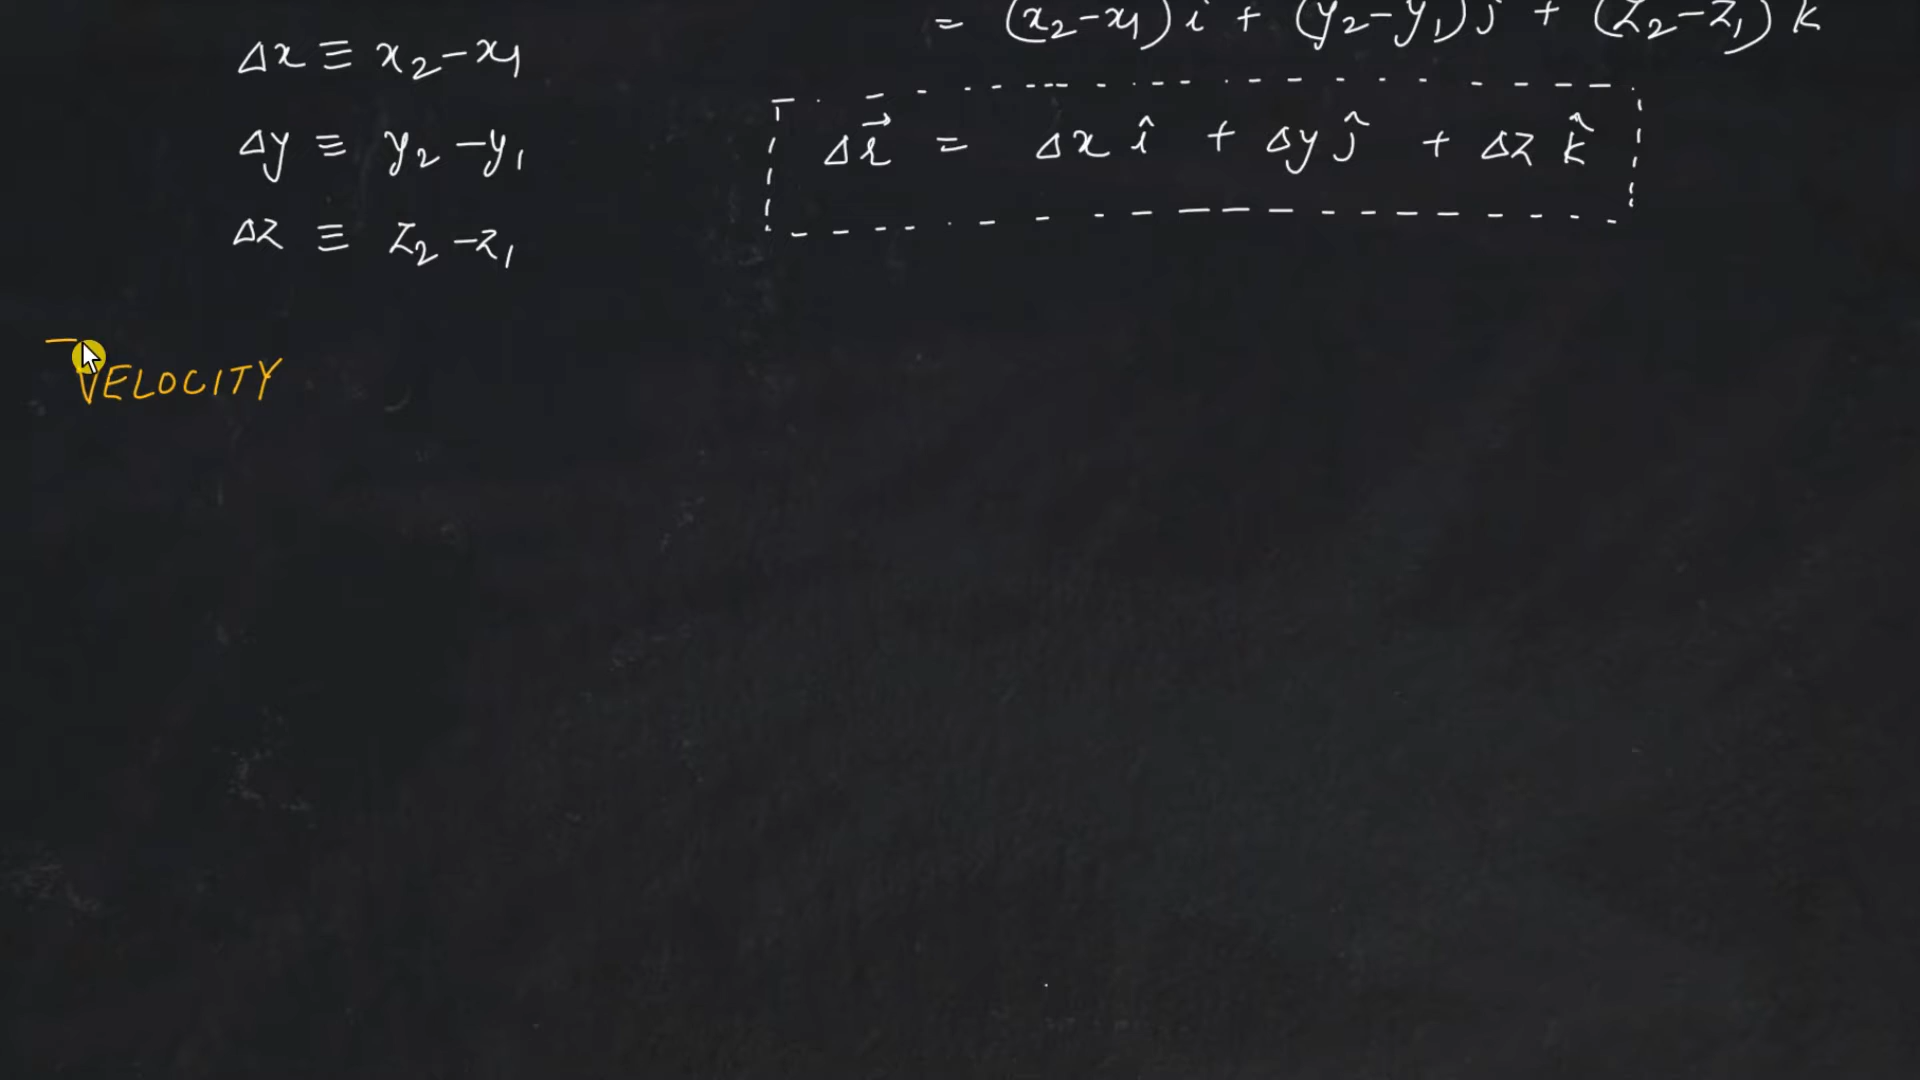 = (x₂-x₁) i + (y₂-y₁) j + (z₂-z₁) k
Δx ≡ x₂-x₁
Δy ≡ y₂-y₁
Δz ≡ z₂-z₁
Δr⃗ = Δx î + Δy ĵ + Δz k̂
VELOCITY